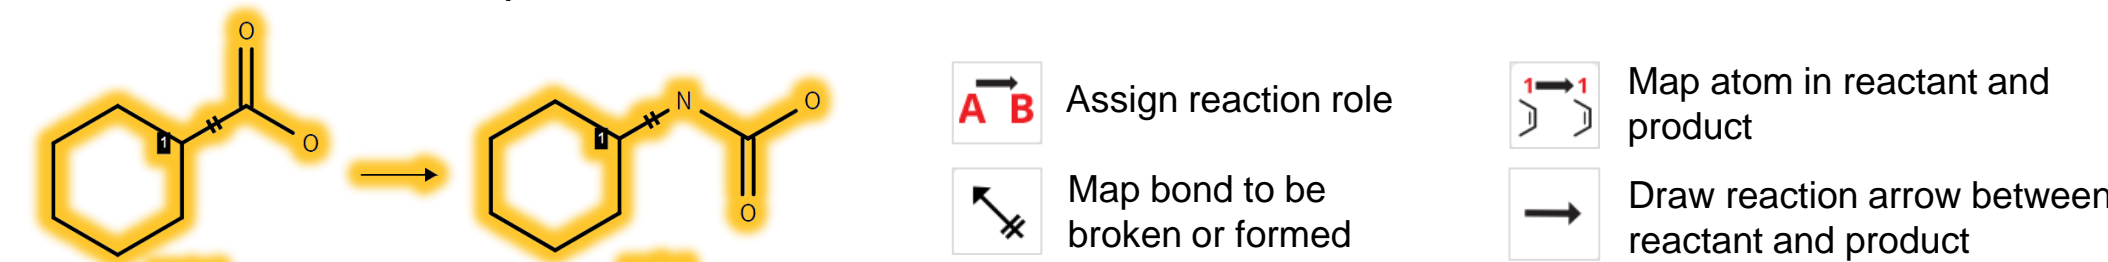 O
O
1
N
O
1
O
A B
Assign reaction role
Map bond to be
broken or formed
1 1
Map atom in reactant and
product
Draw reaction arrow between
reactant and product